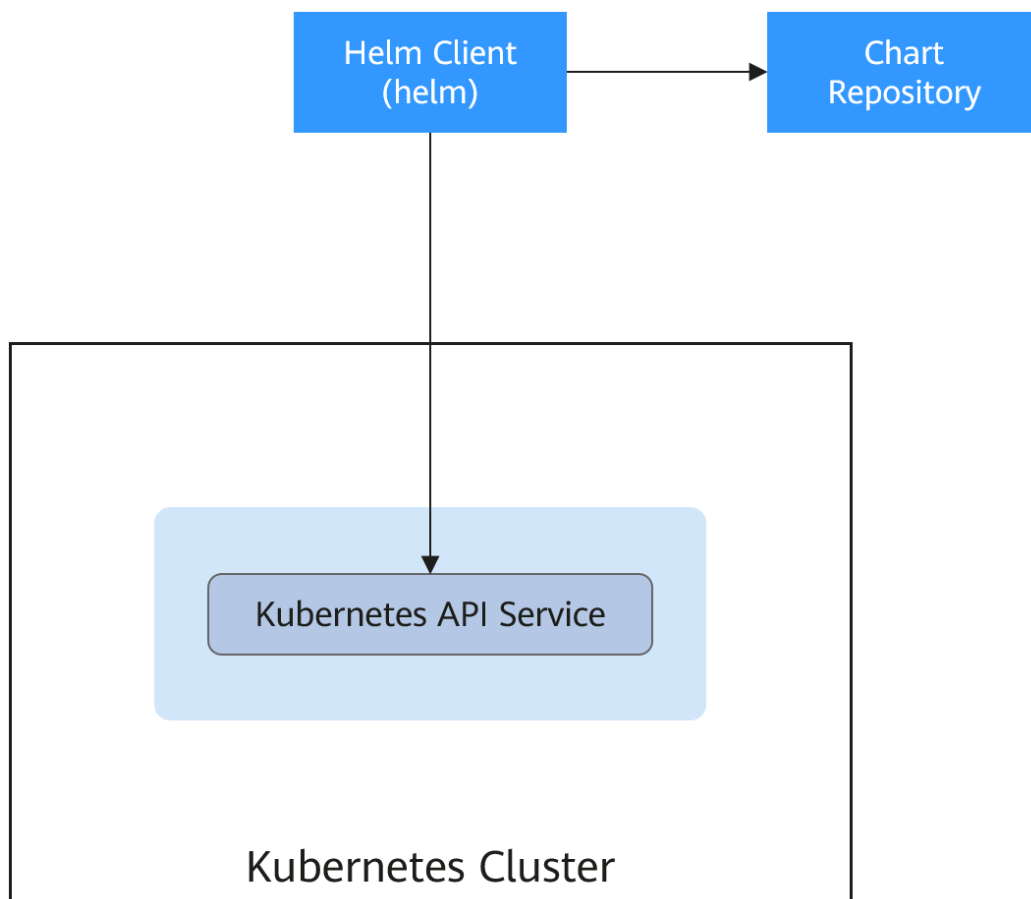 Helm Client
(helm)
Chart
Repository
Kubernetes API Service
Kubernetes Cluster